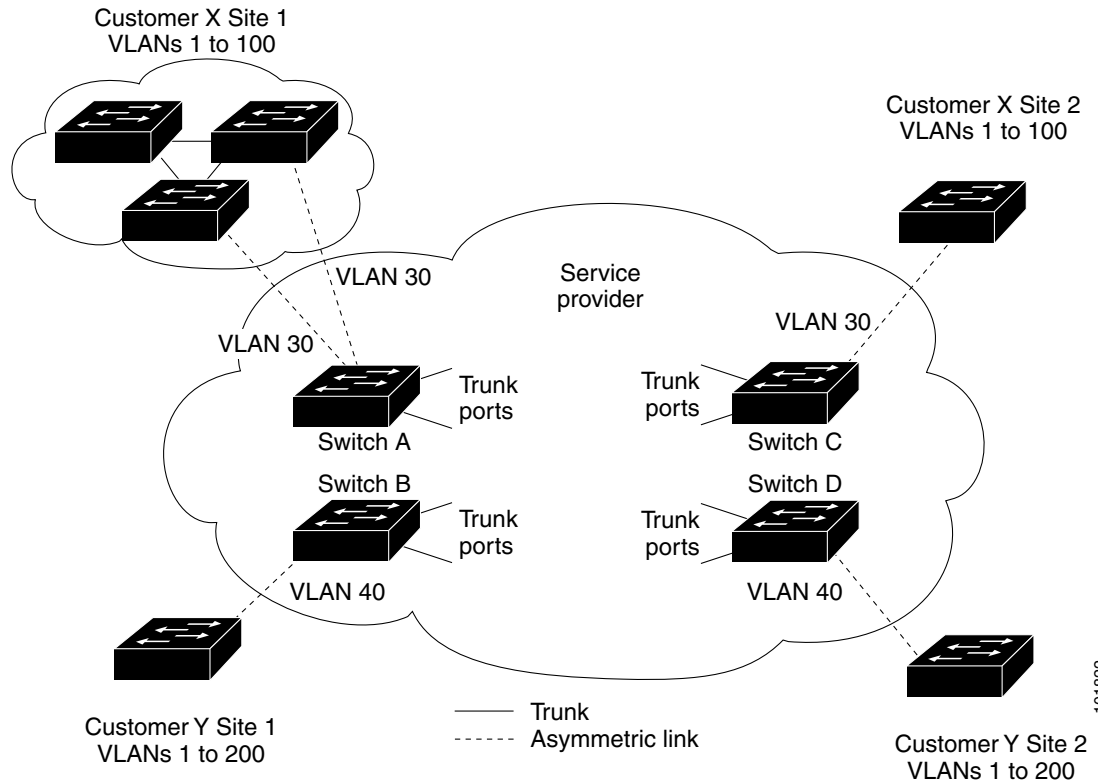 Customer X Site 1
VLANs 1 to 100
Customer X Site 2
VLANs 1 to 100
VLAN 30
Service
provider
VLAN 30
VLAN 30
Trunk
ports
Trunk
ports
Switch A
Switch C
Switch B
Switch D
Trunk
ports
Trunk
ports
VLAN 40
VLAN 40
Customer Y Site 1
VLANs 1 to 200
Trunk
Asymmetric link
Customer Y Site 2
VLANs 1 to 200